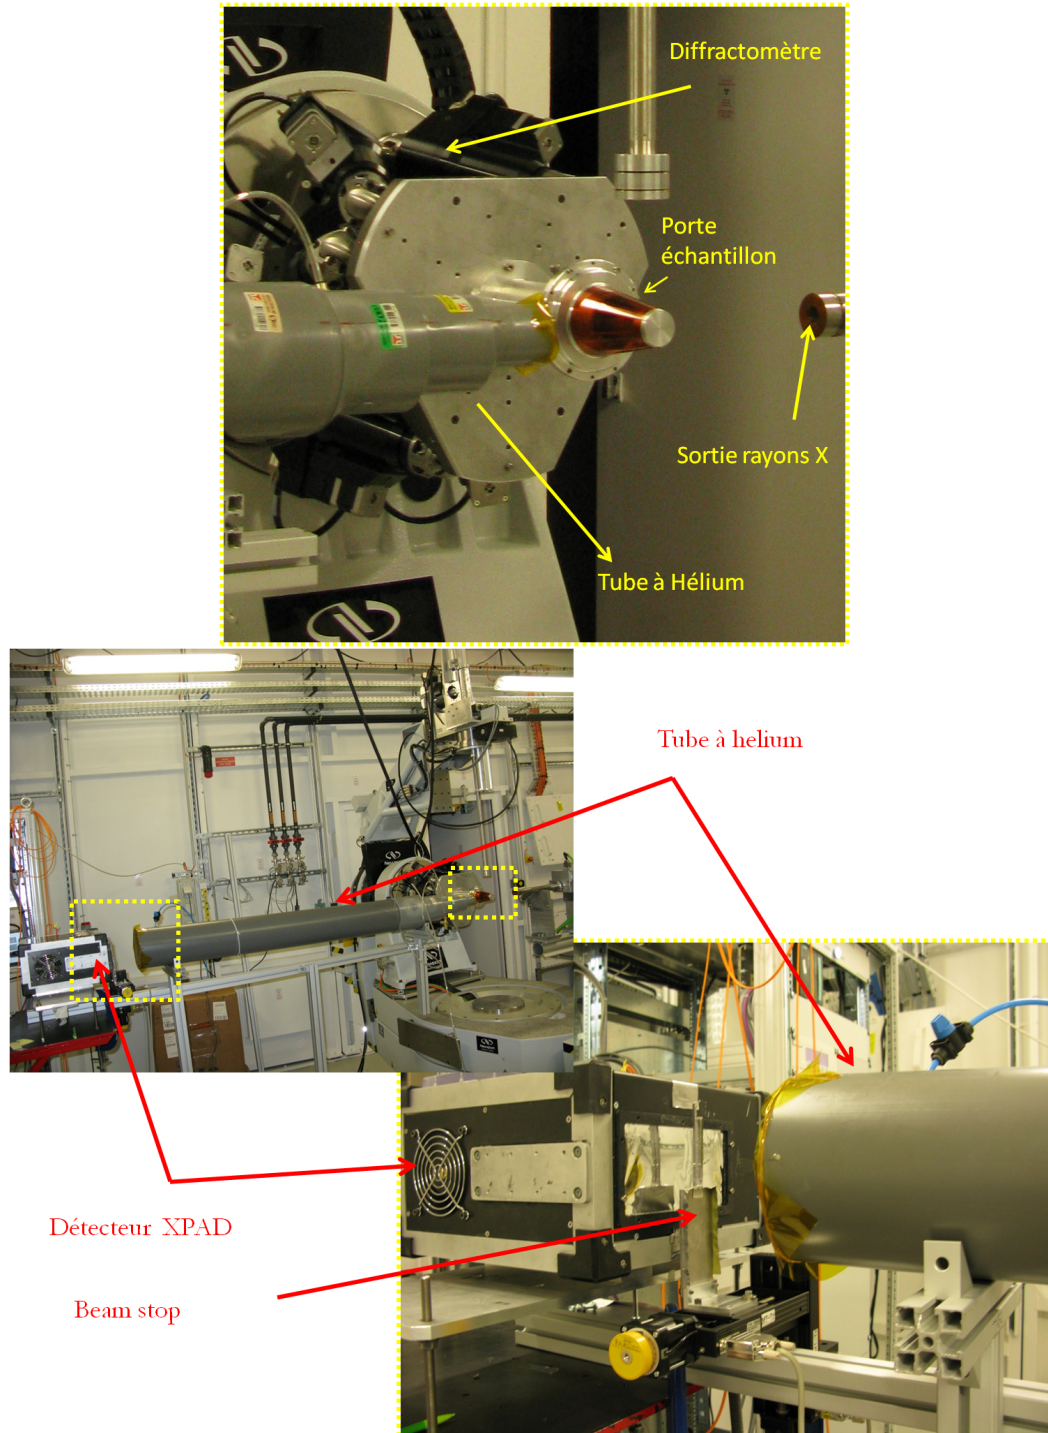 Diffractomètre
Porte
échantillon
Sortie rayons X
Tube à Hélium
Tube à helium
Détecteur XPAD
Beam stop